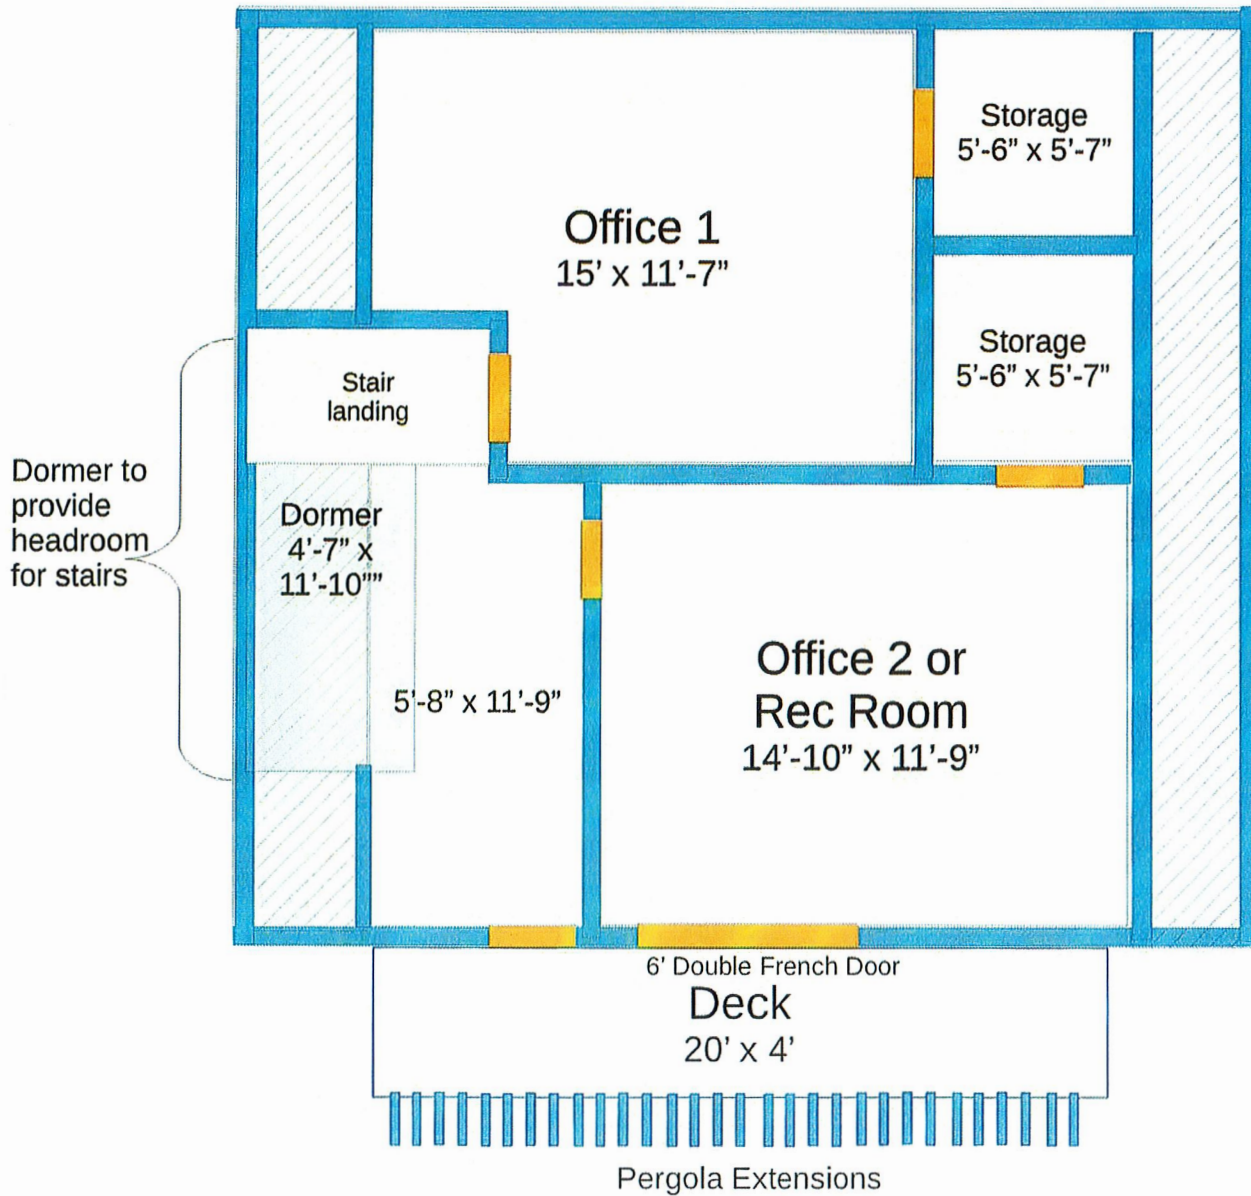 Storage
5’-6” x 5’-7”
Office 1
15’ x 11’-7”
Storage
5’-6” x 5’-7”
Stair
landing
Dormer to
provide
headroom
for stairs
Dormer
4’-7” x
11’-10””
5’-8” x 11’-9”
Office 2 or
Rec Room
14’-10” x 11’-9”
6’ Double French Door
Deck
20’ x 4’
Pergola Extensions